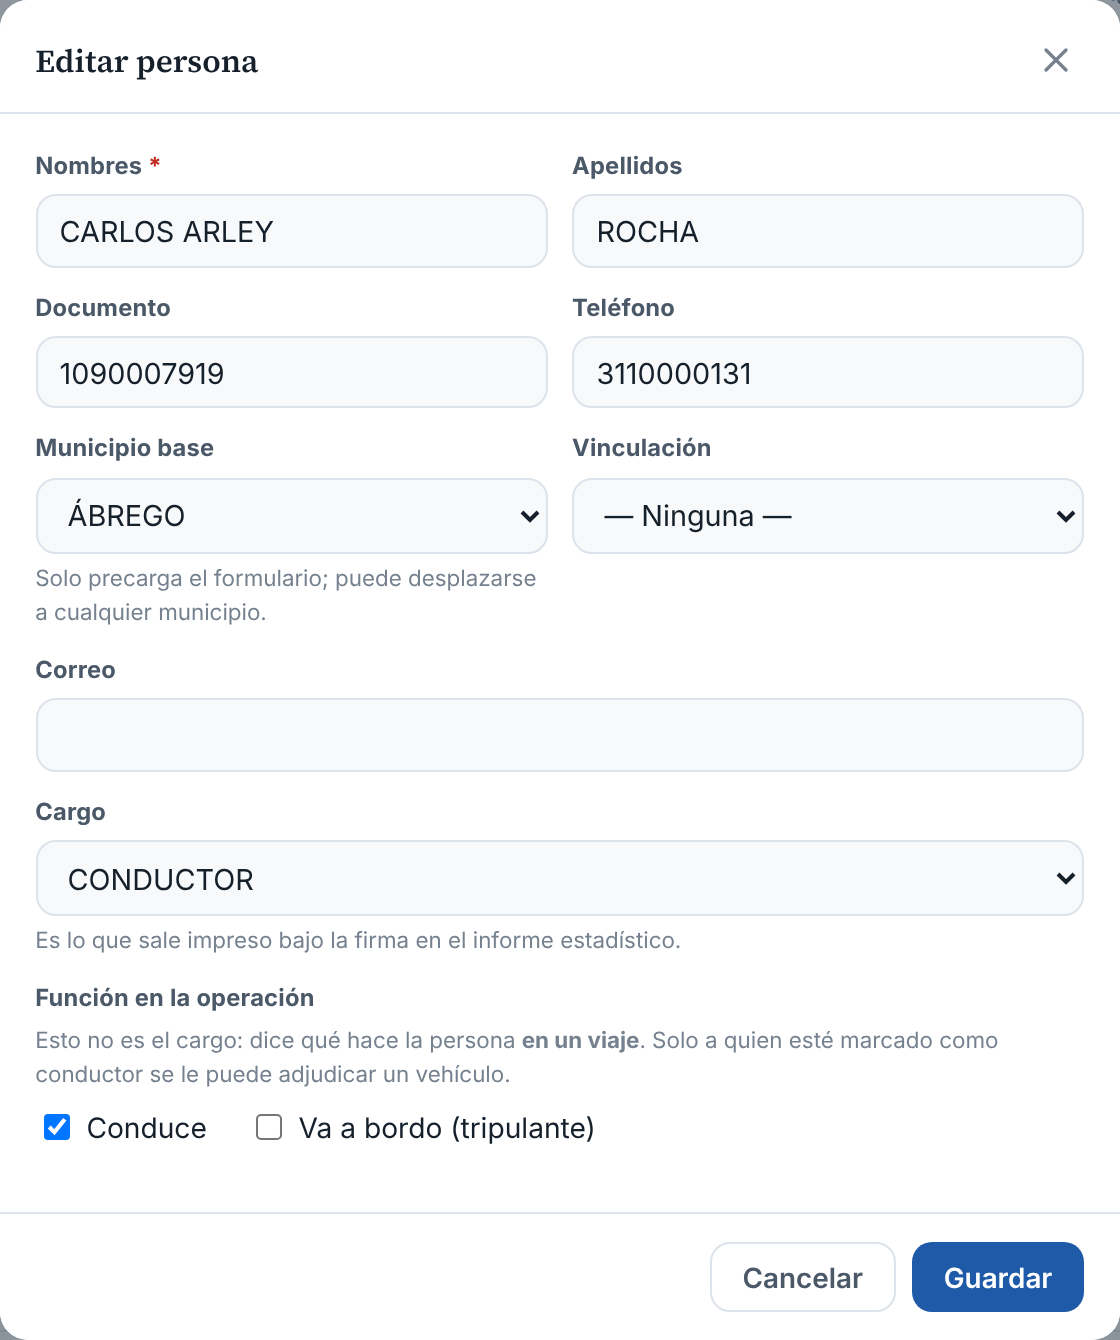 Editar persona
Nombres *
Apellidos
CARLOS ARLEY
ROCHA
Documento
Teléfono
1090007919
3110000131
Municipio base
Vinculación
ÁBREGO
— Ninguna —
Solo precarga el formulario; puede desplazarse
a cualquier municipio.
Correo
Cargo
CONDUCTOR
Es lo que sale impreso bajo la firma en el informe estadístico.
Función en la operación
Esto no es el cargo: dice qué hace la persona en un viaje. Solo a quien esté marcado como
conductor se le puede adjudicar un vehículo.
Conduce
Va a bordo (tripulante)
Cancelar
Guardar